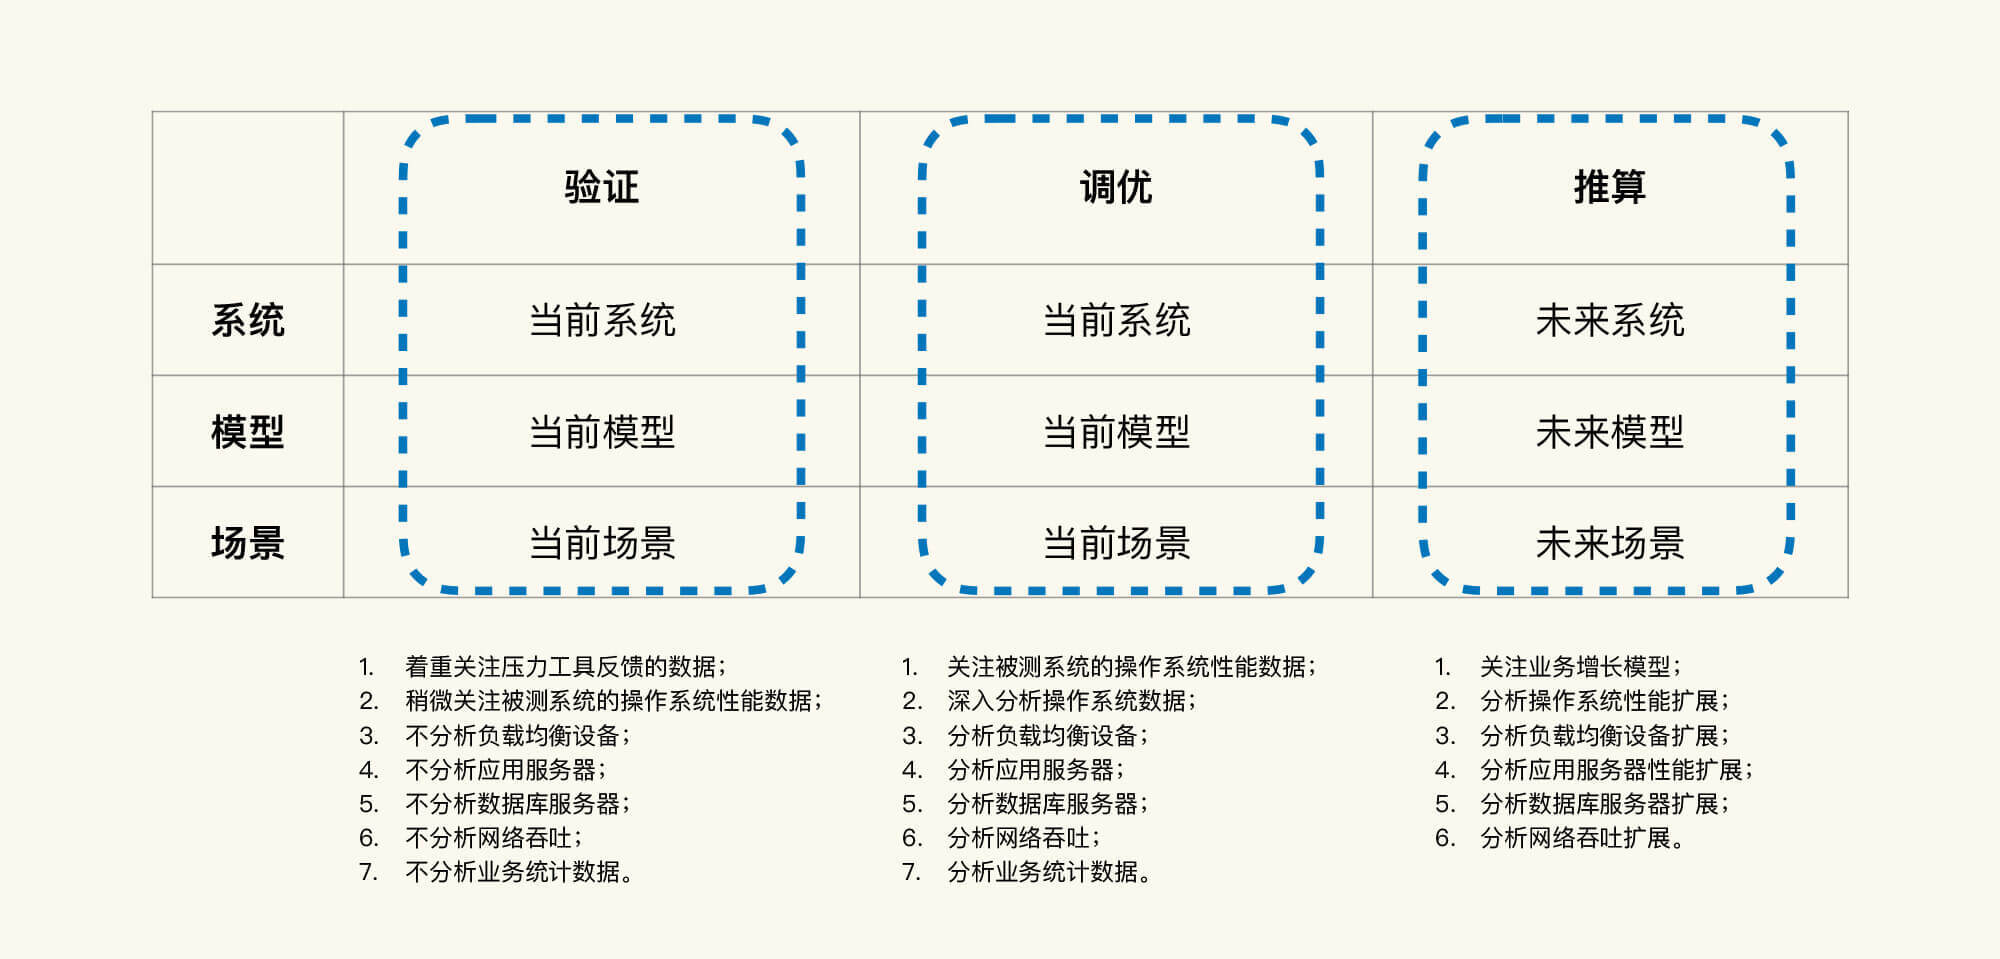 验证 调优 推算
系统 当前系统 当前系统 未来系统
模型 当前模型 当前模型 未来模型
场景 当前场景 当前场景 未来场景
1. 着重关注压力工具反馈的数据；
2. 稍微关注被测系统的操作系统性能数据；
3. 不分析负载均衡设备；
4. 不分析应用服务器；
5. 不分析数据库服务器；
6. 不分析网络吞吐；
7. 不分析业务统计数据。
1. 关注被测系统的操作系统性能数据；
2. 深入分析操作系统数据；
3. 分析负载均衡设备；
4. 分析应用服务器；
5. 分析数据库服务器；
6. 分析网络吞吐；
7. 分析业务统计数据。
1. 关注业务增长模型；
2. 分析操作系统性能扩展；
3. 分析负载均衡设备扩展；
4. 分析应用服务器性能扩展；
5. 分析数据库服务器扩展；
6. 分析网络吞吐扩展。